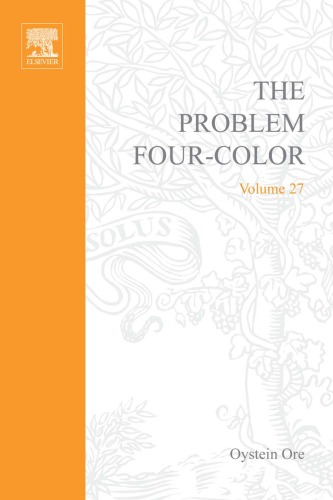 ELSEVIER
THE
PROBLEM
FOUR-COLOR
Volume 27
SOLUS
Oystein Ore